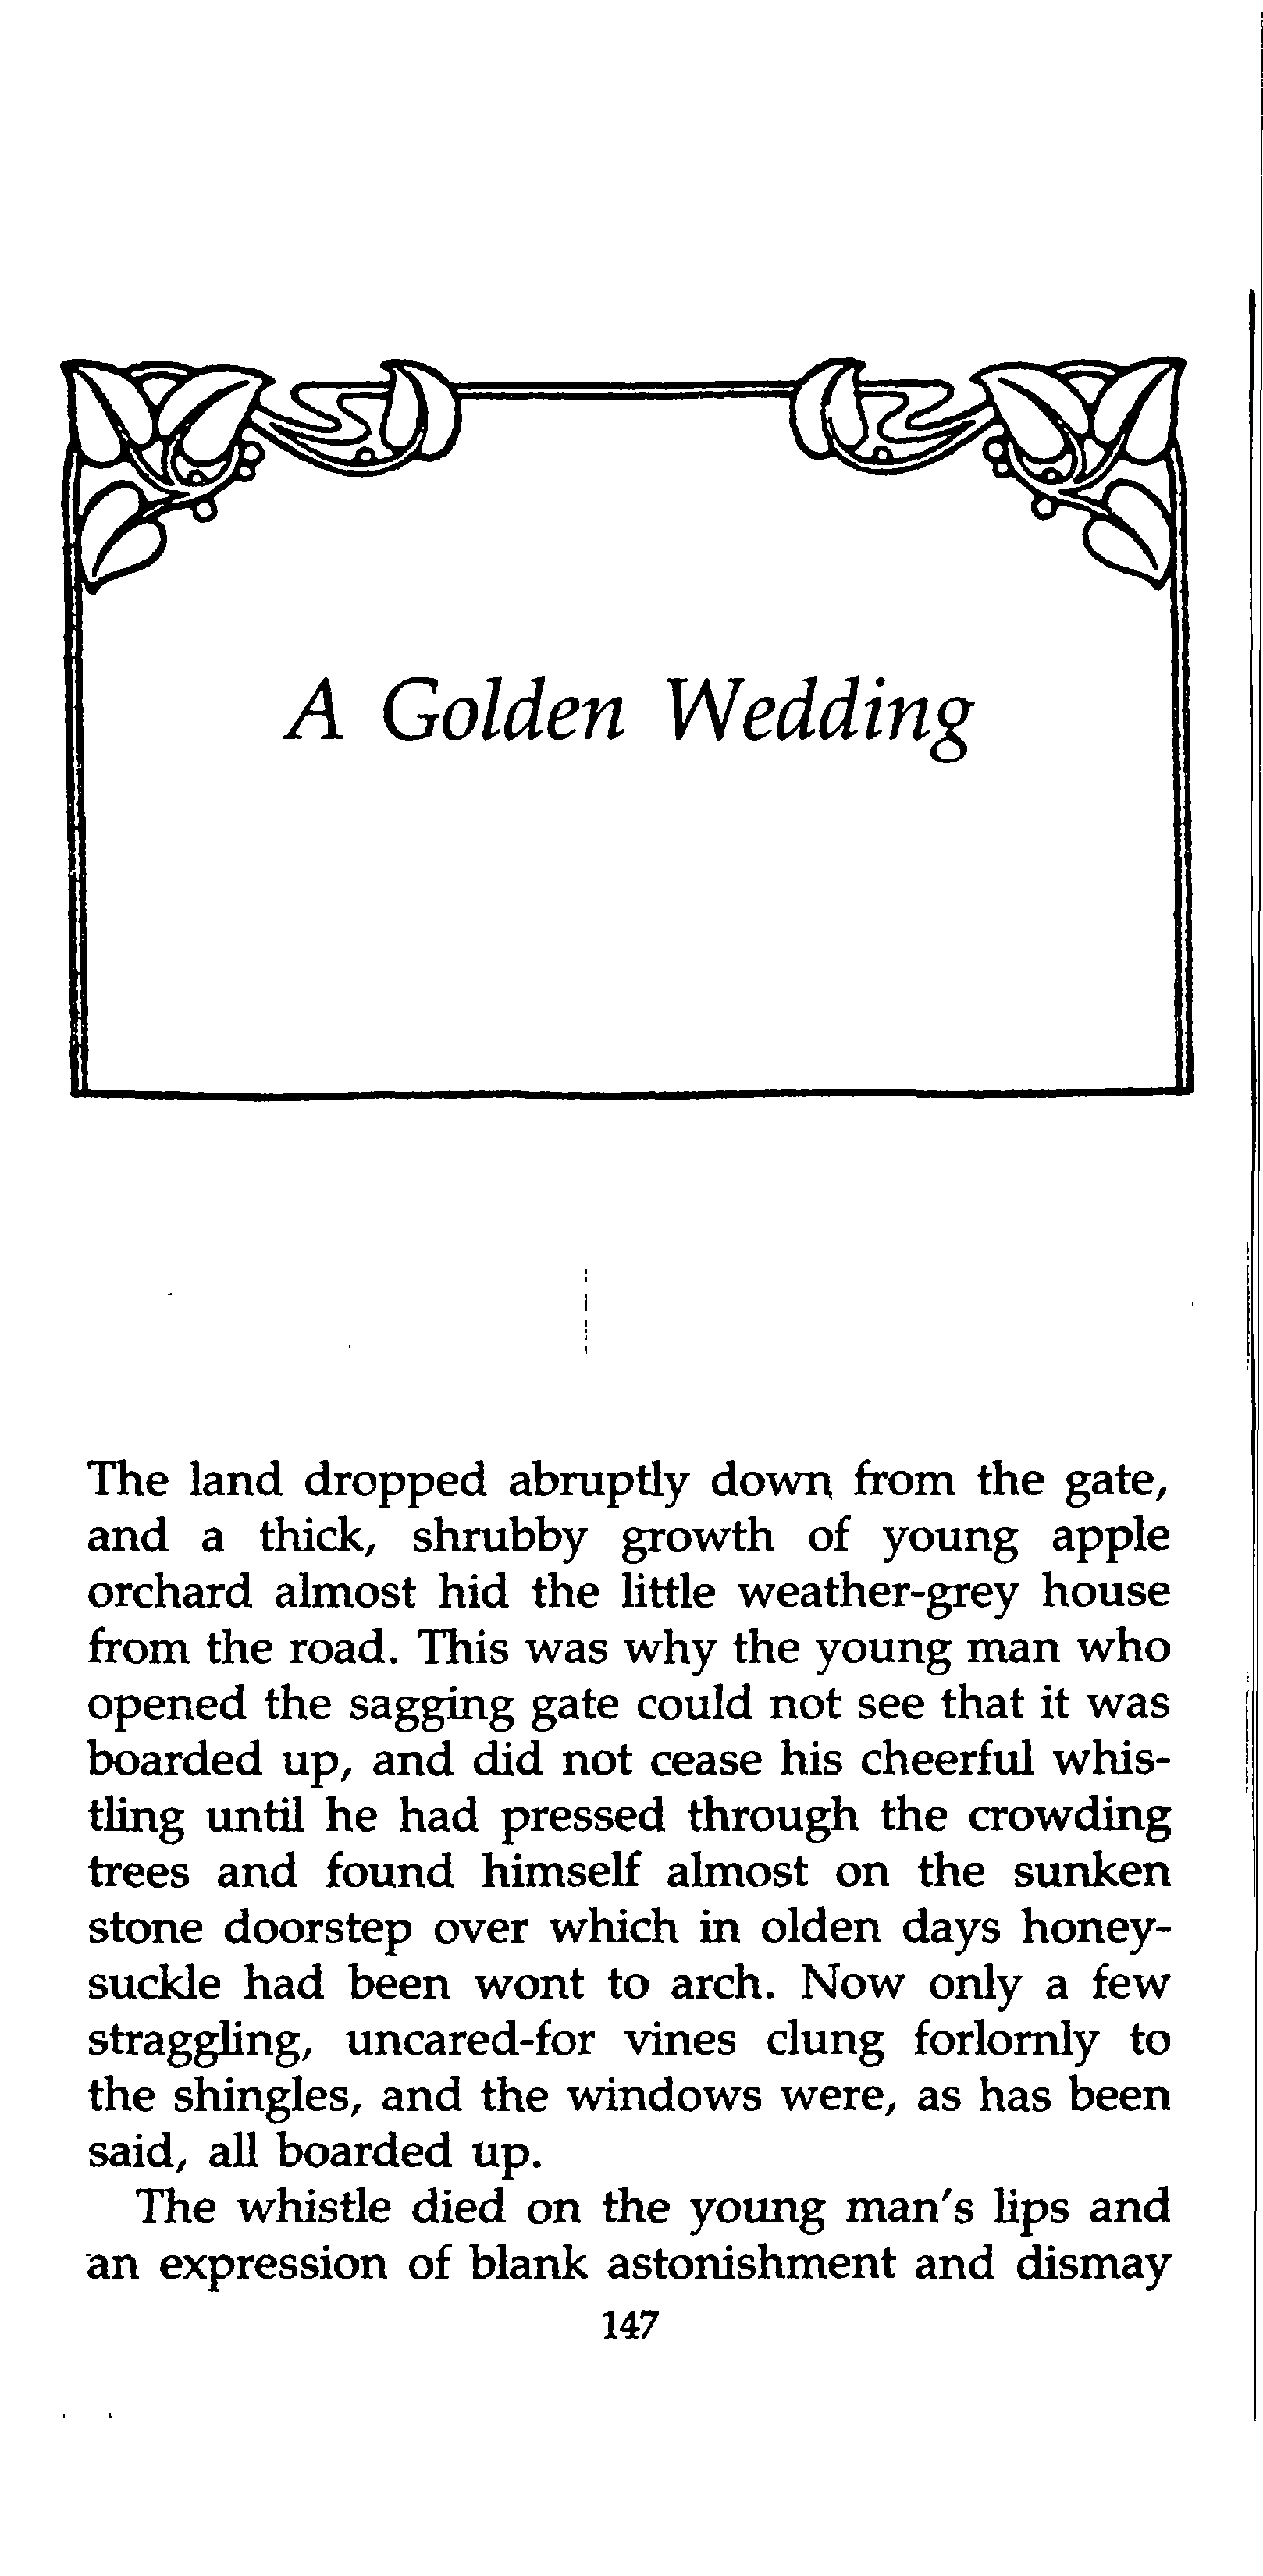 A Golden Wedding
The land dropped abruptly down from the gate,
and a thick, shrubby growth of young apple
orchard almost hid the little weather-grey house
from the road. This was why the young man who
opened the sagging gate could not see that it was
boarded up, and did not cease his cheerful whis-
tling until he had pressed through the crowding
trees and found himself almost on the sunken
stone doorstep over which in olden days honey-
suckle had been wont to arch. Now only a few
straggling, uncared-for vines clung forlornly to
the shingles, and the windows were, as has been
said, all boarded up.
The whistle died on the young man's lips and
an expression of blank astonishment and dismay
147